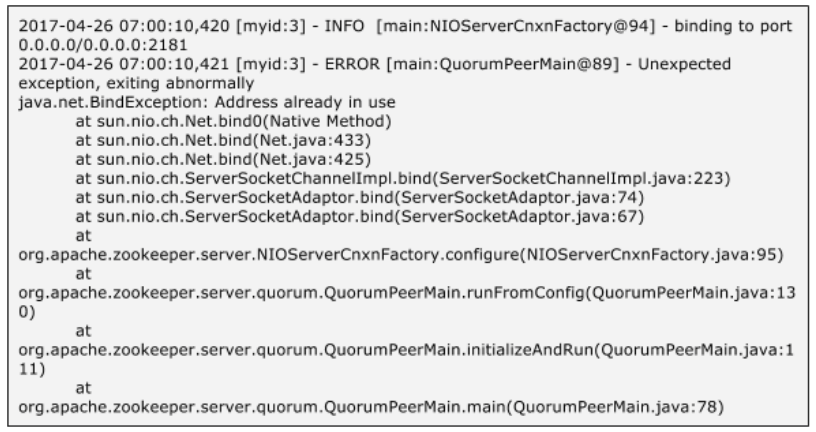 2017-04-26 07:00:10,420 [myid:3] - INFO  [main:NIOServerCnxnFactory@94] - binding to port
0.0.0.0/0.0.0.0:2181
2017-04-26 07:00:10,421 [myid:3] - ERROR [main:QuorumPeerMain@89] - Unexpected
exception, exiting abnormally
java.net.BindException: Address already in use
at sun.nio.ch.Net.bind0(Native Method)
at sun.nio.ch.Net.bind(Net.java:433)
at sun.nio.ch.Net.bind(Net.java:425)
at sun.nio.ch.ServerSocketChannelImpl.bind(ServerSocketChannelImpl.java:223)
at sun.nio.ch.ServerSocketAdaptor.bind(ServerSocketAdaptor.java:74)
at sun.nio.ch.ServerSocketAdaptor.bind(ServerSocketAdaptor.java:67)
at
org.apache.zookeeper.server.NIOServerCnxnFactory.configure(NIOServerCnxnFactory.java:95)
at
org.apache.zookeeper.server.quorum.QuorumPeerMain.runFromConfig(QuorumPeerMain.java:13
0)
at
org.apache.zookeeper.server.quorum.QuorumPeerMain.initializeAndRun(QuorumPeerMain.java:1
11)
at
org.apache.zookeeper.server.quorum.QuorumPeerMain.main(QuorumPeerMain.java:78)